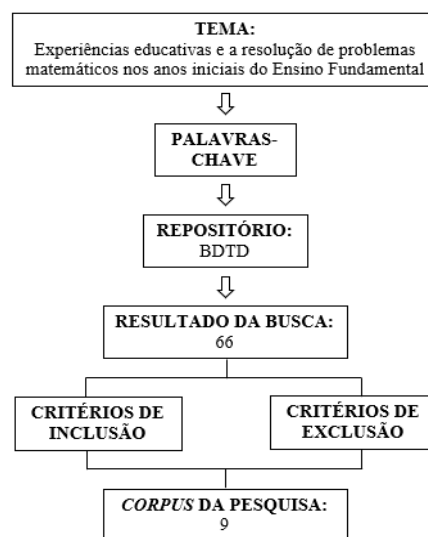 TEMA:
Experiências educativas e a resolução de problemas
matemáticos nos anos iniciais do Ensino Fundamental
PALAVRAS-
CHAVE
REPOSITÓRIO:
BDTD
RESULTADO DA BUSCA:
66
CRITÉRIOS DE
INCLUSÃO
CRITÉRIOS DE
EXCLUSÃO
CORPUS DA PESQUISA:
9